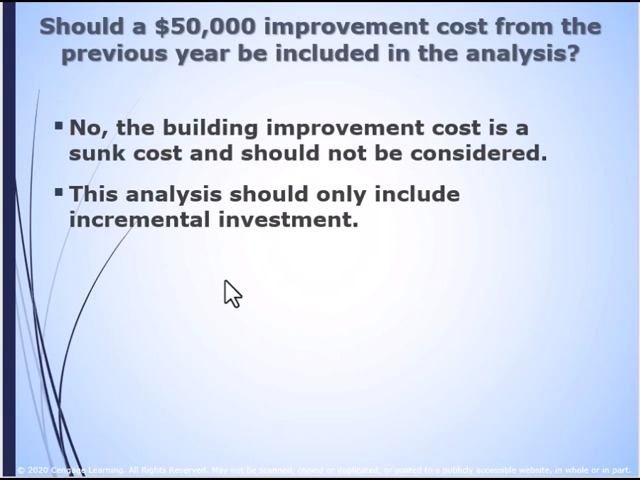 Should a $50,000 improvement cost from the
previous year be included in the analysis?
▪ No, the building improvement cost is a
sunk cost and should not be considered.
▪ This analysis should only include
incremental investment.
© 2020 Cengage Learning. All Rights Reserved. May not be scanned, copied or duplicated, or posted to a publicly accessible website, in whole or in part.